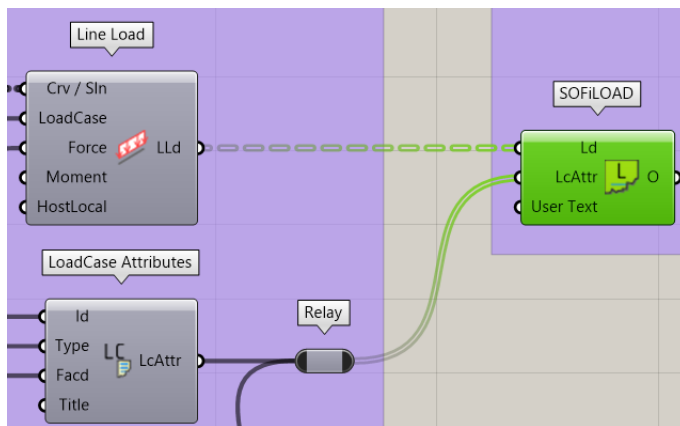 Line Load
Crv / Sln
LoadCase
Force
LLd
Moment
HostLocal
SOFiLOAD
Ld
LcAttr
L
O
User Text
LoadCase Attributes
Id
Type
LC
LcAttr
Facd
Title
Relay